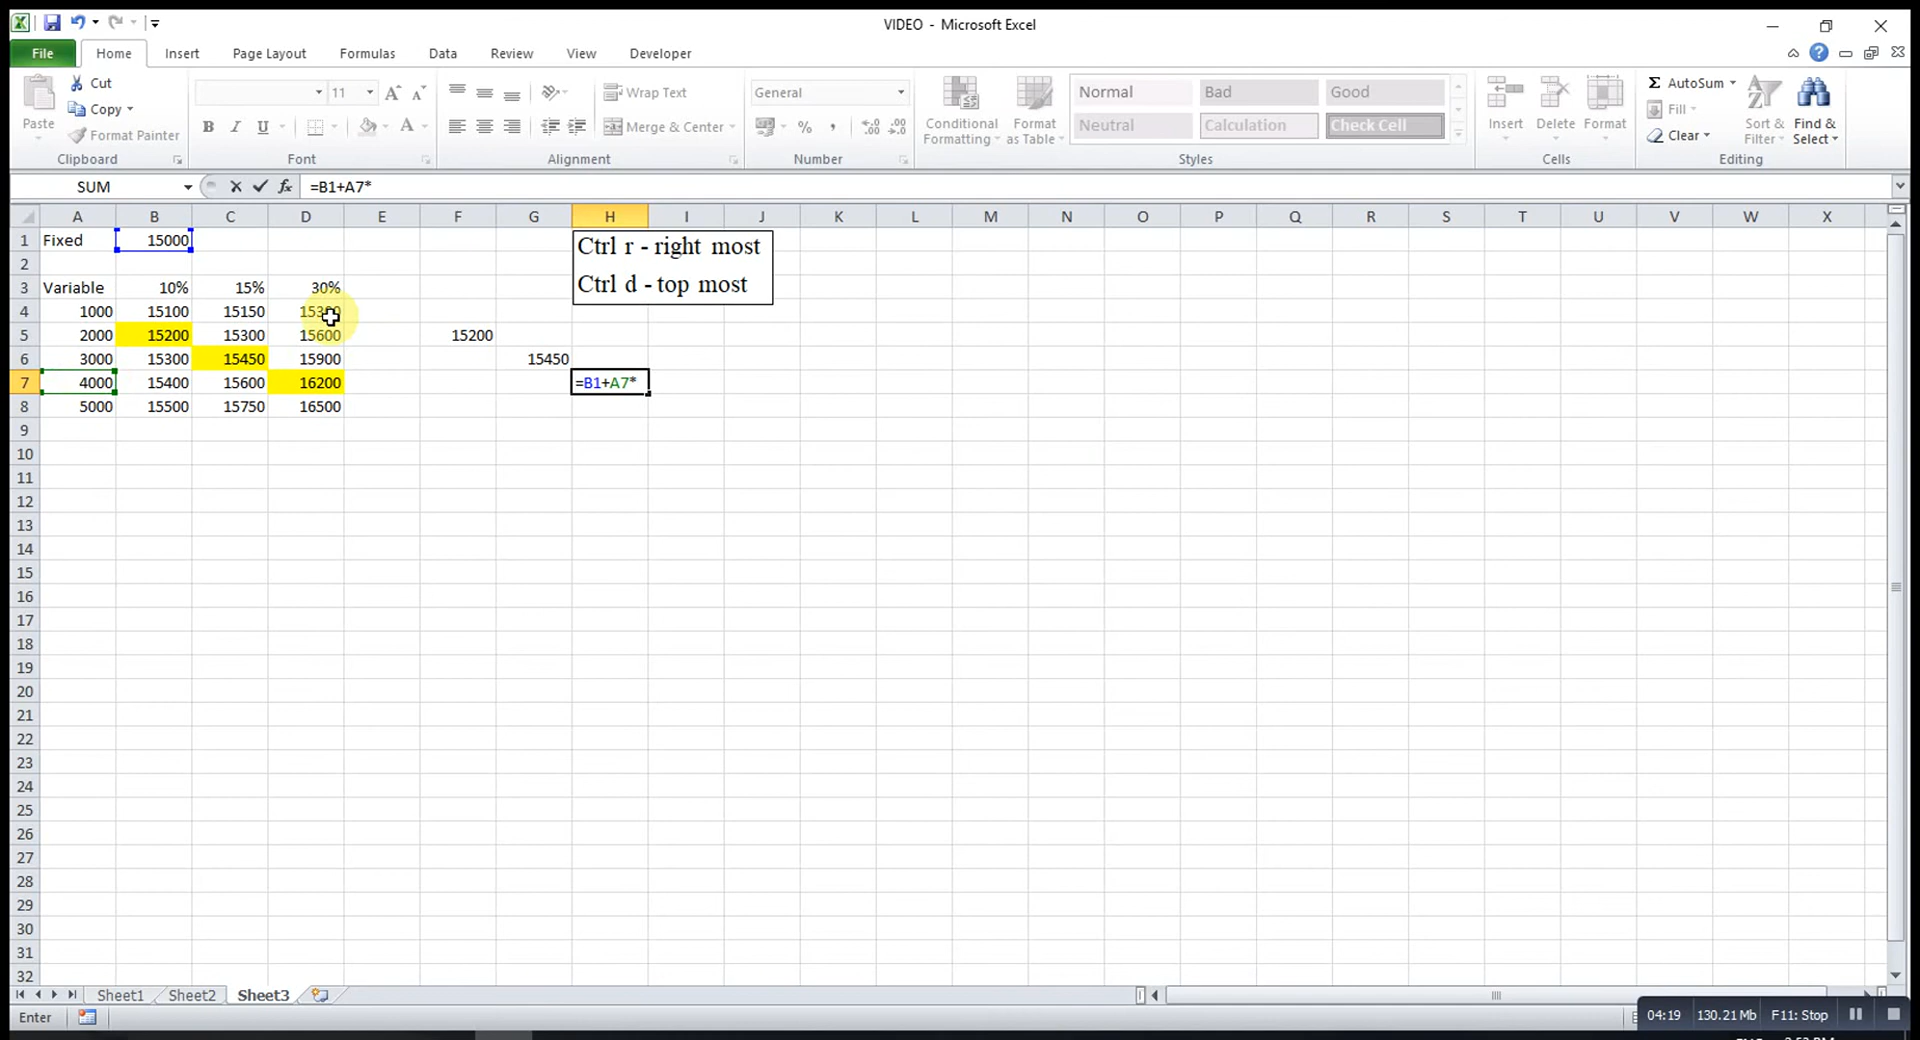 VIDEO - Microsoft Excel
File Home Insert Page Layout Formulas Data Review View Developer
Paste Cut Copy Format Painter
Clipboard
11 B I U A
Font
Wrap Text Merge & Center
Alignment
General % ,
Number
Conditional Formatting Format as Table
Normal Bad Good
Neutral Calculation Check Cell
Styles
Insert Delete Format
Cells
Σ AutoSum Fill Clear Sort & Filter Find & Select
Editing
SUM fx =B1+A7*
A B C D E F G H I J K L M N O P Q R S T U V W X
1 Fixed 15000
2
3 Variable 10% 15% 30%
4 1000 15100 15150
5 2000 15200 15300 15600 15200
6 3000 15300 15450 15900 15450
7 4000 15400 15600 16200 =B1+A7*
8 5000 15500 15750 16500
Ctrl r - right most
Ctrl d - top most
9
10
11
12
13
14
15
16
17
18
19
20
21
22
23
24
25
26
27
28
29
30
31
32
Sheet1 Sheet2 Sheet3
Enter
04:19 130.21 Mb F11: Stop